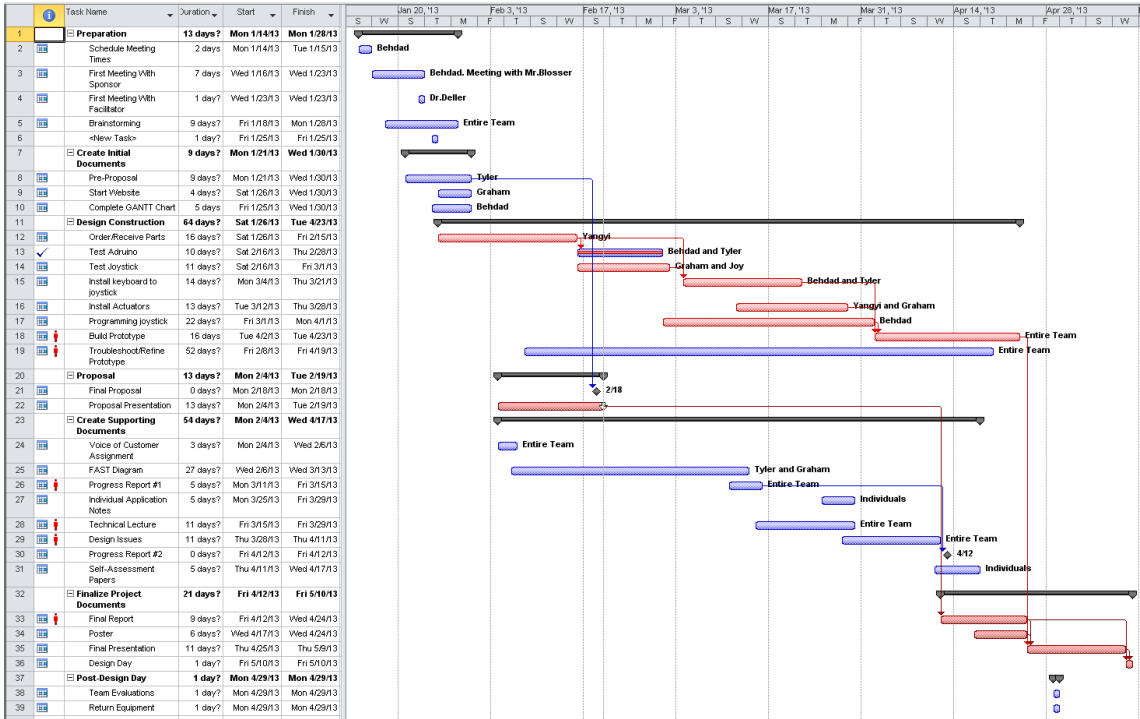 Task Name Duration Start Finish Jan 20, '13 Feb 3, '13 Feb 17, '13 Mar 3, '13 Mar 17, '13 Mar 31, '13 Apr 14, '13 Apr 28, '13
S W S T M F T S W S T M F T S W S T M F T S W S T M F T S W
1 Preparation 13 days? Mon 1/14/13 Mon 1/28/13
2 Schedule Meeting 2 days Mon 1/14/13 Tue 1/15/13 Behdad
Times
3 First Meeting With 7 days Wed 1/16/13 Wed 1/23/13 Behdad. Meeting with Mr.Blosser
Sponsor
4 First Meeting With 1 day? Wed 1/23/13 Wed 1/23/13 Dr.Deller
Facilitator
5 Brainstorming 9 days? Fri 1/18/13 Mon 1/28/13 Entire Team
6 <New Task> 1 day? Fri 1/25/13 Fri 1/25/13
7 Create Initial 9 days? Mon 1/21/13 Wed 1/30/13
Documents
8 Pre-Proposal 9 days? Mon 1/21/13 Wed 1/30/13 Tyler
9 Start Website 4 days? Sat 1/26/13 Wed 1/30/13 Graham
10 Complete GANTT Chart 5 days Fri 1/25/13 Wed 1/30/13 Behdad
11 Design Construction 64 days? Sat 1/26/13 Tue 4/23/13
12 Order/Receive Parts 16 days? Sat 1/26/13 Fri 2/15/13 Yangyi
13 Test Adruino 10 days? Sat 2/16/13 Thu 2/28/13 Behdad and Tyler
14 Test Joystick 11 days? Sat 2/16/13 Fri 3/1/13 Graham and Joy
15 Install keyboard to 14 days? Mon 3/4/13 Thu 3/21/13 Behdad and Tyler
joystick
16 Install Actuators 13 days? Tue 3/12/13 Thu 3/28/13 Yangyi and Graham
17 Programming joystick 22 days? Fri 3/1/13 Mon 4/1/13 Behdad
18 Build Prototype 16 days Tue 4/2/13 Tue 4/23/13 Entire Team
19 Troubleshoot/Refine 52 days? Fri 2/8/13 Fri 4/19/13 Entire Team
Prototype
20 Proposal 13 days? Mon 2/4/13 Tue 2/19/13
21 Final Proposal 0 days? Mon 2/18/13 Mon 2/18/13 2/18
22 Proposal Presentation 13 days? Mon 2/4/13 Tue 2/19/13
23 Create Supporting 54 days? Mon 2/4/13 Wed 4/17/13
Documents
24 Voice of Customer 3 days? Mon 2/4/13 Wed 2/6/13 Entire Team
Assignment
25 FAST Diagram 27 days? Wed 2/6/13 Wed 3/13/13 Tyler and Graham
26 Progress Report #1 5 days? Mon 3/11/13 Fri 3/15/13 Entire Team
27 Individual Application 5 days? Mon 3/25/13 Fri 3/29/13 Individuals
Notes
28 Technical Lecture 11 days? Fri 3/15/13 Fri 3/29/13 Entire Team
29 Design Issues 11 days? Thu 3/28/13 Thu 4/11/13 Entire Team
30 Progress Report #2 0 days? Fri 4/12/13 Fri 4/12/13 4/12
31 Self-Assessment 5 days? Thu 4/11/13 Wed 4/17/13 Individuals
Papers
32 Finalize Project 21 days? Fri 4/12/13 Fri 5/10/13
Documents
33 Final Report 9 days? Fri 4/12/13 Wed 4/24/13
34 Poster 6 days? Wed 4/17/13 Wed 4/24/13
35 Final Presentation 11 days? Thu 4/25/13 Thu 5/9/13
36 Design Day 1 day? Fri 5/10/13 Fri 5/10/13
37 Post-Design Day 1 day? Mon 4/29/13 Mon 4/29/13
38 Team Evaluations 1 day? Mon 4/29/13 Mon 4/29/13
39 Return Equipment 1 day? Mon 4/29/13 Mon 4/29/13